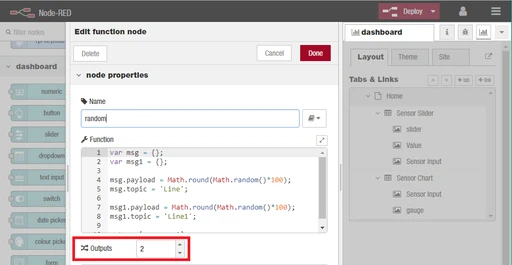 Node-RED
Deploy
filter nodes
dashboard
numeric
button
slider
dropdown
text input
switch
date picker
colour picke
form
Edit function node
Delete
Cancel
Done
node properties
Name
random
Function
1 var msg = {};
2 var msg1 = {};
3
4 msg.payload = Math.round(Math.random()*100);
5 msg.topic = 'Line';
6
7 msg1.payload = Math.round(Math.random()*100);
8 msg1.topic = 'Line1';
9
Outputs
2
dashboard
i
Layout
Theme
Site
Tabs & Links
Home
Sensor Slider
slider
Value
Sensor Input
Sensor Chart
Sensor Input
gauge